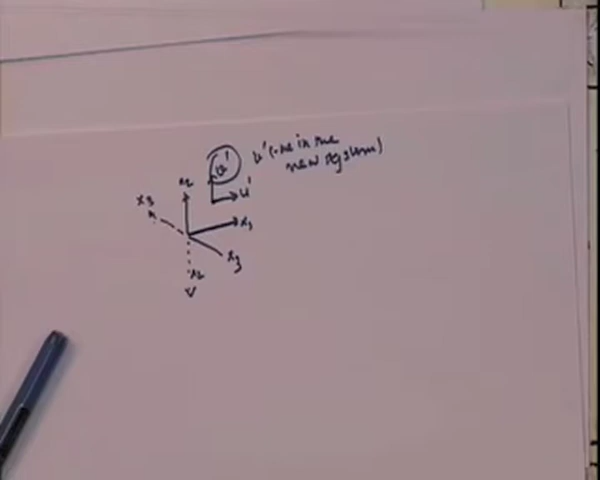 u' (-ve in the
new system)
u'
x2
u'
x3
x1
x3
x2